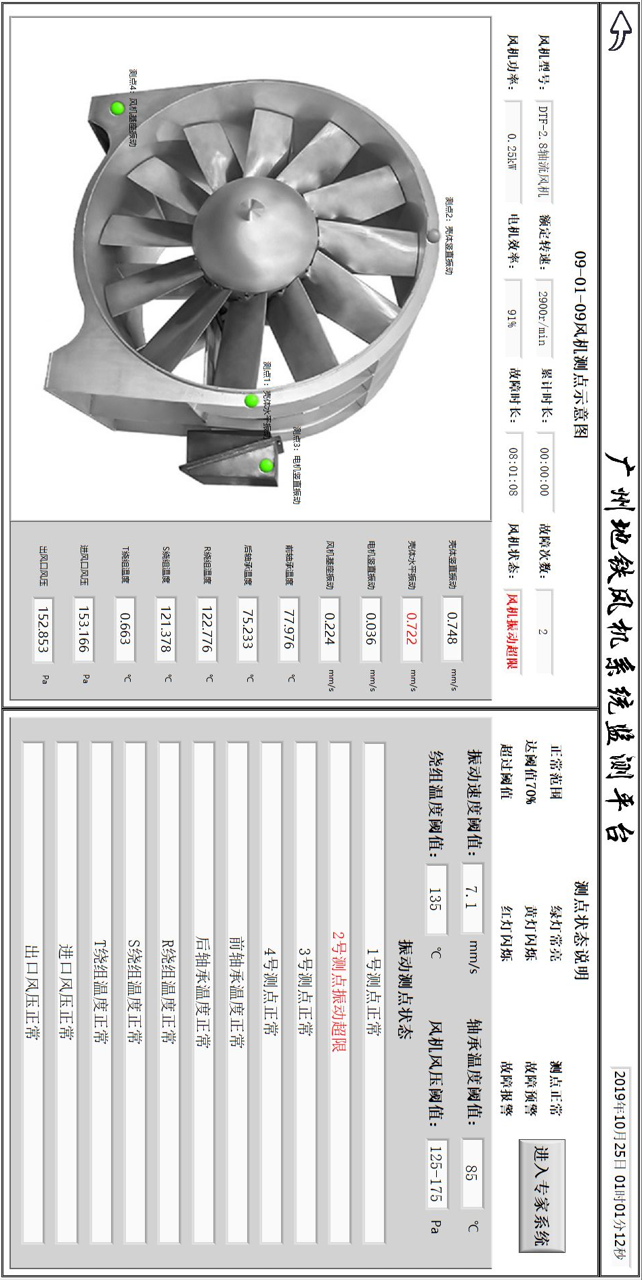 广州地铁风机系统监测平台
2019年10月25日 01时01分12秒
09-01-09风机测点示意图
风机型号： DTF-2.8轴流风机 额定转速： 2900r/min 累计时长： 00:00:00 故障次数： 2
风机功率： 0.25kW 电机效率： 91% 故障时长： 08:01:08 风机状态： 风机振动超限
测点2：壳体竖直振动
测点4：风机基座振动
测点1：壳体水平振动
测点3：电机竖直振动
壳体竖直振动 0.748 mm/s
壳体水平振动 0.722 mm/s
电机竖直振动 0.036 mm/s
风机基座振动 0.224 mm/s
前轴承温度 77.976 ℃
后轴承温度 75.233 ℃
R绕组温度 122.776 ℃
S绕组温度 121.378 ℃
T绕组温度 0.663 ℃
进风口风压 153.166 Pa
出风口风压 152.853 Pa
测点状态说明
正常范围 绿灯常亮 测点正常
达阈值70% 黄灯闪烁 故障预警
超过阈值 红灯闪烁 故障报警
进入专家系统
振动速度阈值： 7.1 mm/s 轴承温度阈值： 85 ℃
绕组温度阈值： 135 ℃ 风机风压阈值： 125-175 Pa
振动测点状态
1号测点正常
2号测点振动超限
3号测点正常
4号测点正常
前轴承温度正常
后轴承温度正常
R绕组温度正常
S绕组温度正常
T绕组温度正常
进口风压正常
出口风压正常